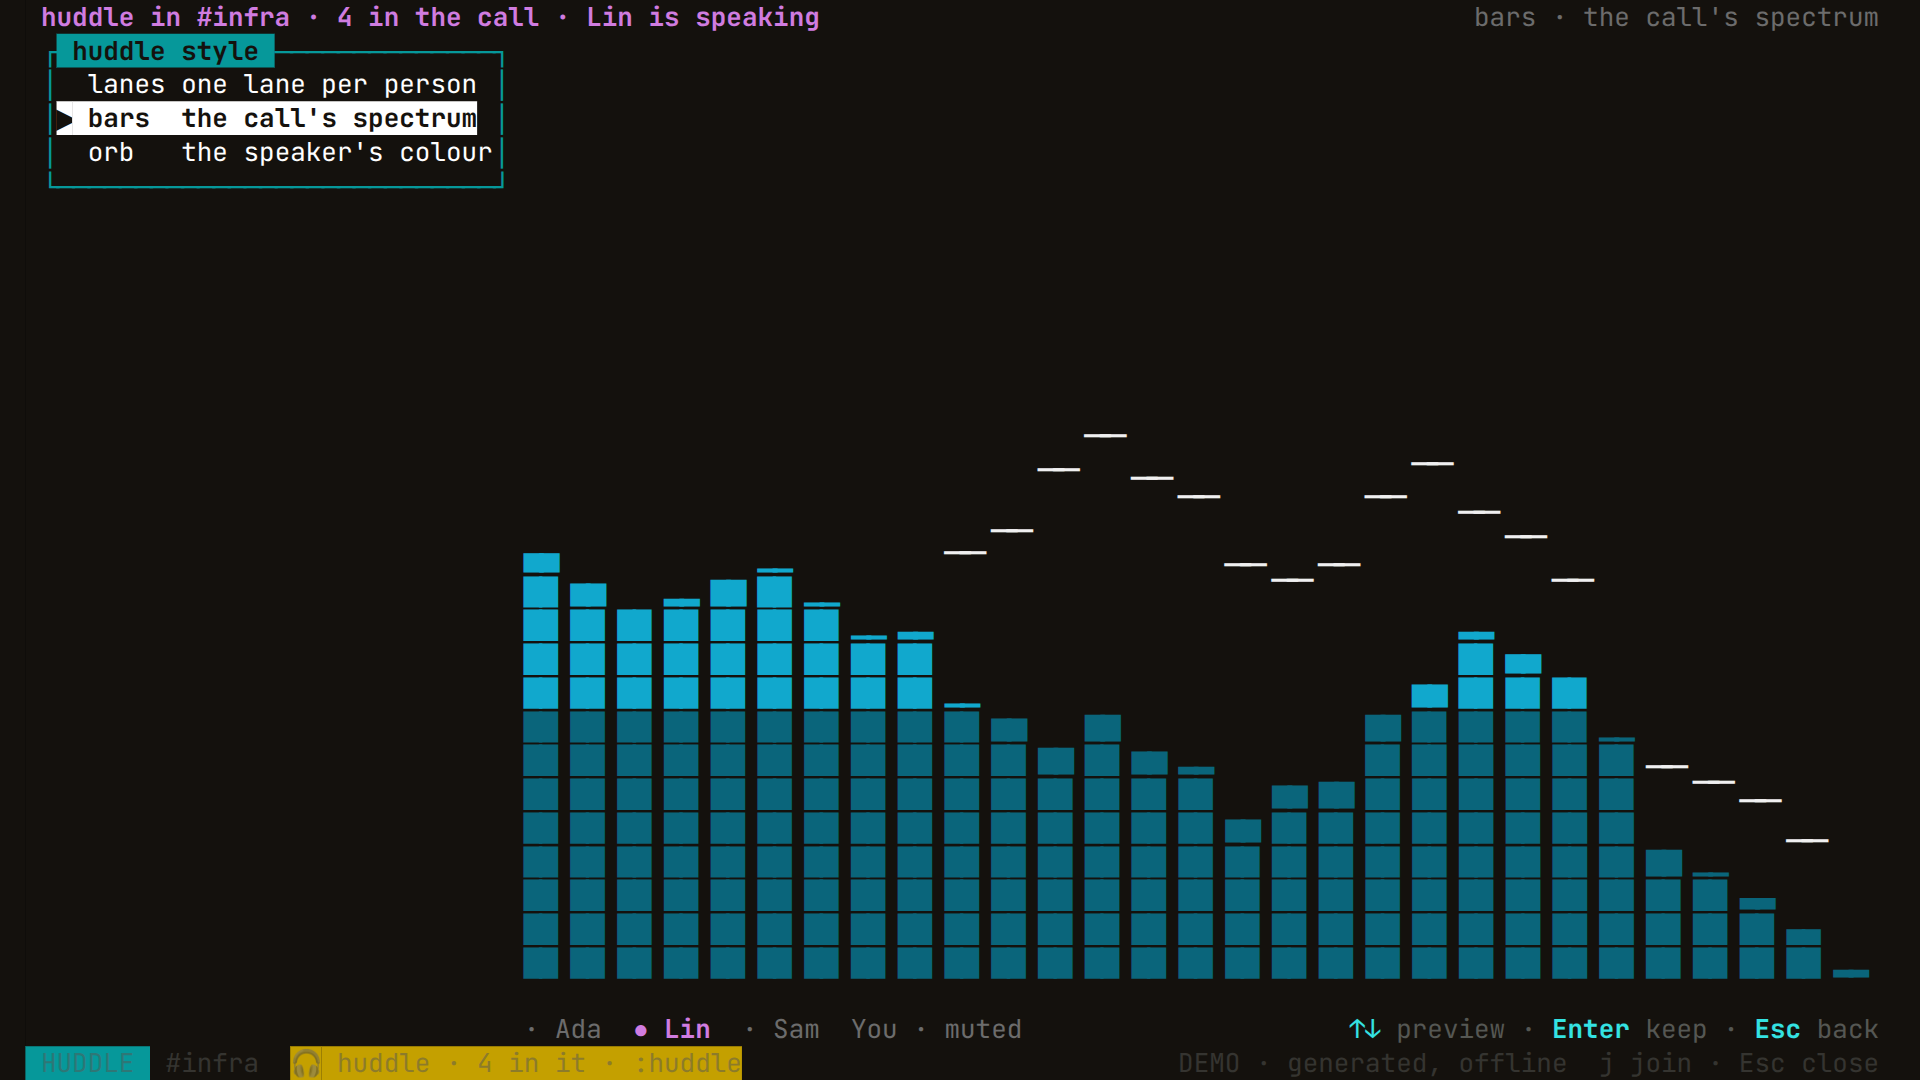 huddle in #infra · 4 in the call · Lin is speaking
bars · the call's spectrum
huddle style
lanes one lane per person
▶ bars the call's spectrum
orb the speaker's colour
· Ada ● Lin · Sam You · muted
↑↓ preview · Enter keep · Esc back
HUDDLE #infra 🎧 huddle · 4 in it · :huddle
DEMO · generated, offline j join · Esc close